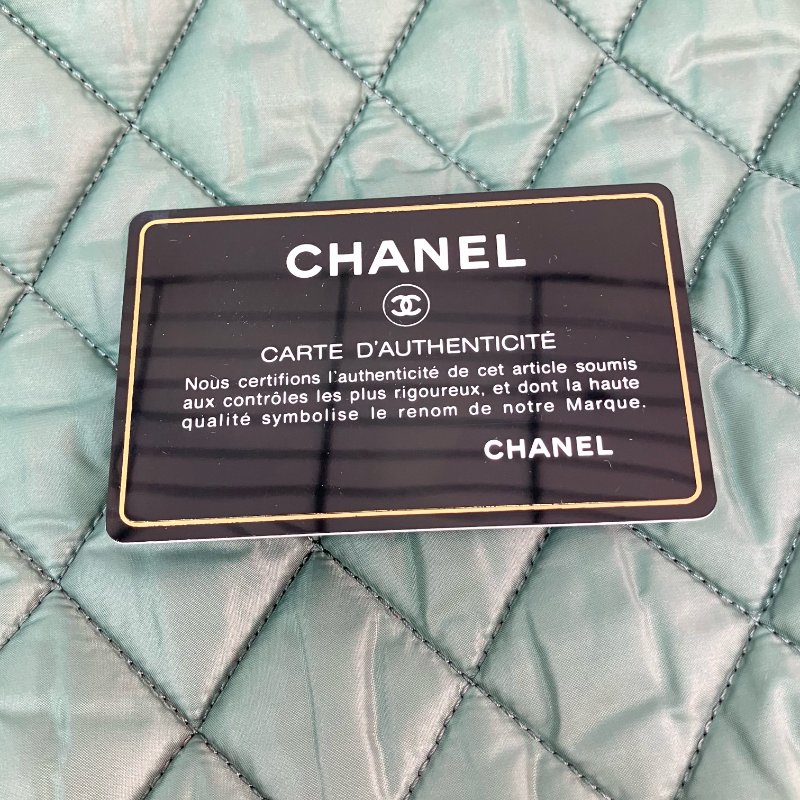 CHANEL
CARTE D'AUTHENTICITÉ
Nous certifions l'authenticité de cet article soumis
aux contrôles les plus rigoureux, et dont la haute
qualité symbolise le renom de notre Marque.
CHANEL